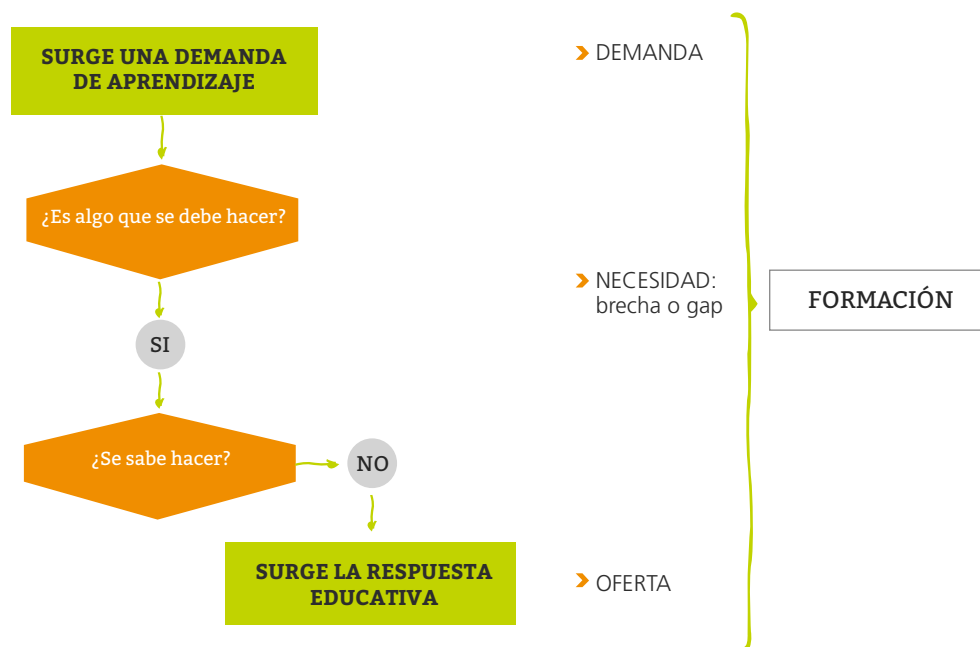 SURGE UNA DEMANDA
DE APRENDIZAJE
DEMANDA
¿Es algo que se debe hacer?
NECESIDAD:
brecha o gap
FORMACIÓN
SI
¿Se sabe hacer?
NO
SURGE LA RESPUESTA
EDUCATIVA
OFERTA